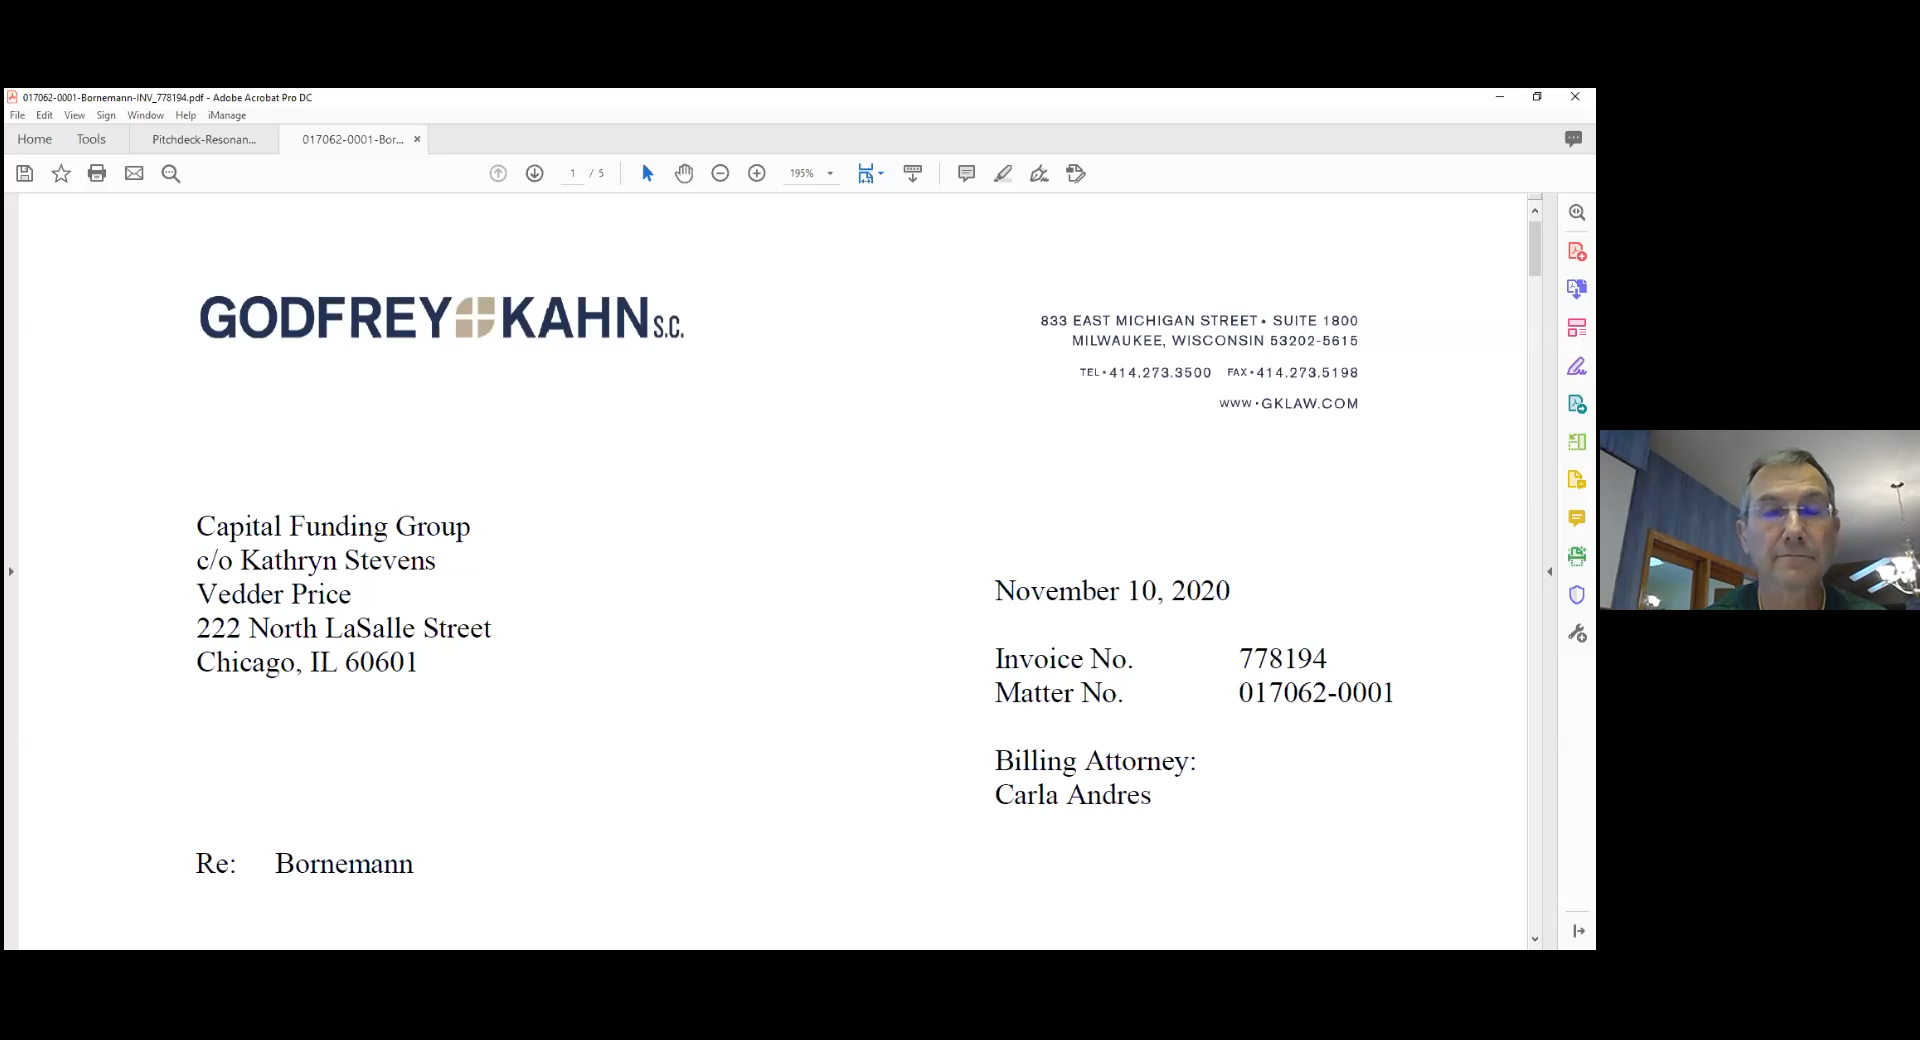 017062-0001-Bornemann-INV_778194.pdf - Adobe Acrobat Pro DC
File Edit View Sign Window Help iManage
Home Tools Pitchdeck-Resonan... 017062-0001-Bor...
1 / 5 195%
GODFREY KAHN S.C.
833 EAST MICHIGAN STREET • SUITE 1800
MILWAUKEE, WISCONSIN 53202-5615
TEL•414.273.3500 FAX•414.273.5198
WWW•GKLAW.COM
Capital Funding Group
c/o Kathryn Stevens
Vedder Price
222 North LaSalle Street
Chicago, IL 60601
November 10, 2020
Invoice No. 778194
Matter No. 017062-0001
Billing Attorney:
Carla Andres
Re: Bornemann